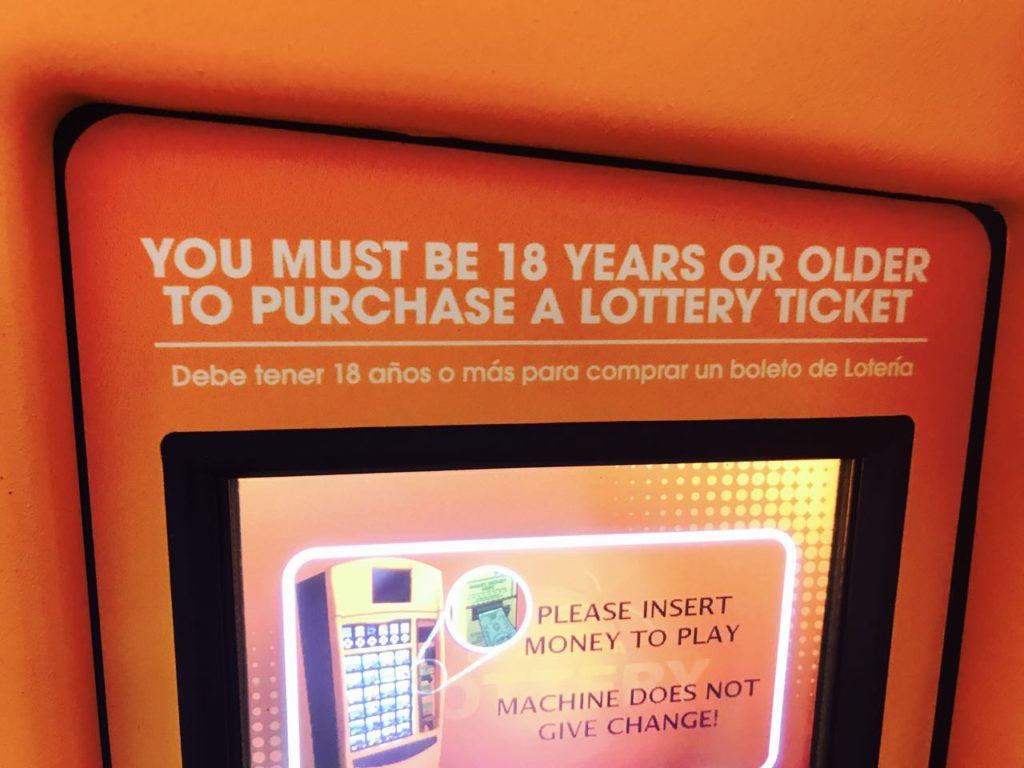 YOU MUST BE 18 YEARS OR OLDER
TO PURCHASE A LOTTERY TICKET
Debe tener 18 años o más para comprar un boleto de Lotería
PLEASE INSERT
MONEY TO PLAY
MACHINE DOES NOT
GIVE CHANGE!